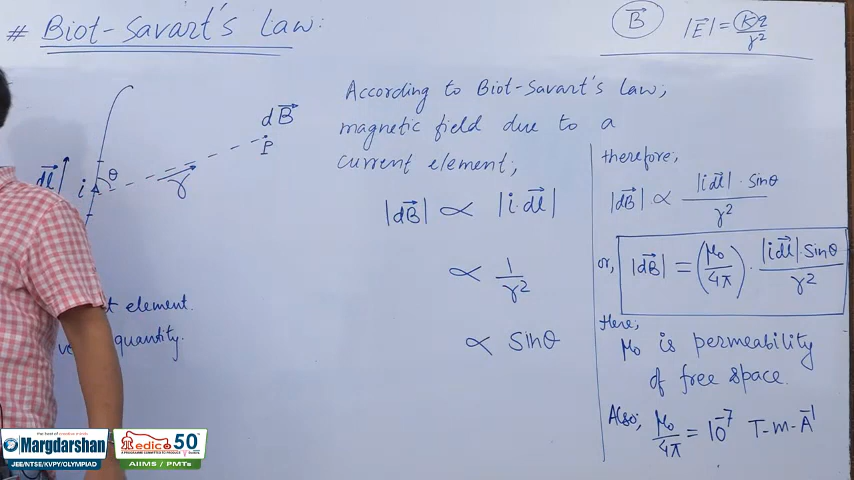 # Biot-Savart's Law:
B⃗ |E⃗| = Kq/r²
dB⃗
P
θ
dl⃗ i
r⃗
element.
quantity.
According to Biot-Savart's law;
magnetic field due to a
current element;
|dB⃗| ∝ |i·dl⃗|
∝ 1/r²
∝ Sinθ
therefore;
|dB⃗| ∝ |idl⃗|·Sinθ/r²
or, |dB⃗| = (μ₀/4π)·|idl⃗|·Sinθ/r²
Here;
μ₀ is permeability
of free space.
Also; μ₀/4π = 10⁻⁷ T-m-A⁻¹
Margdarshan
JEE/NTSE/KVPY/OLYMPIAD
Medico 50
AIIMS / PMTs